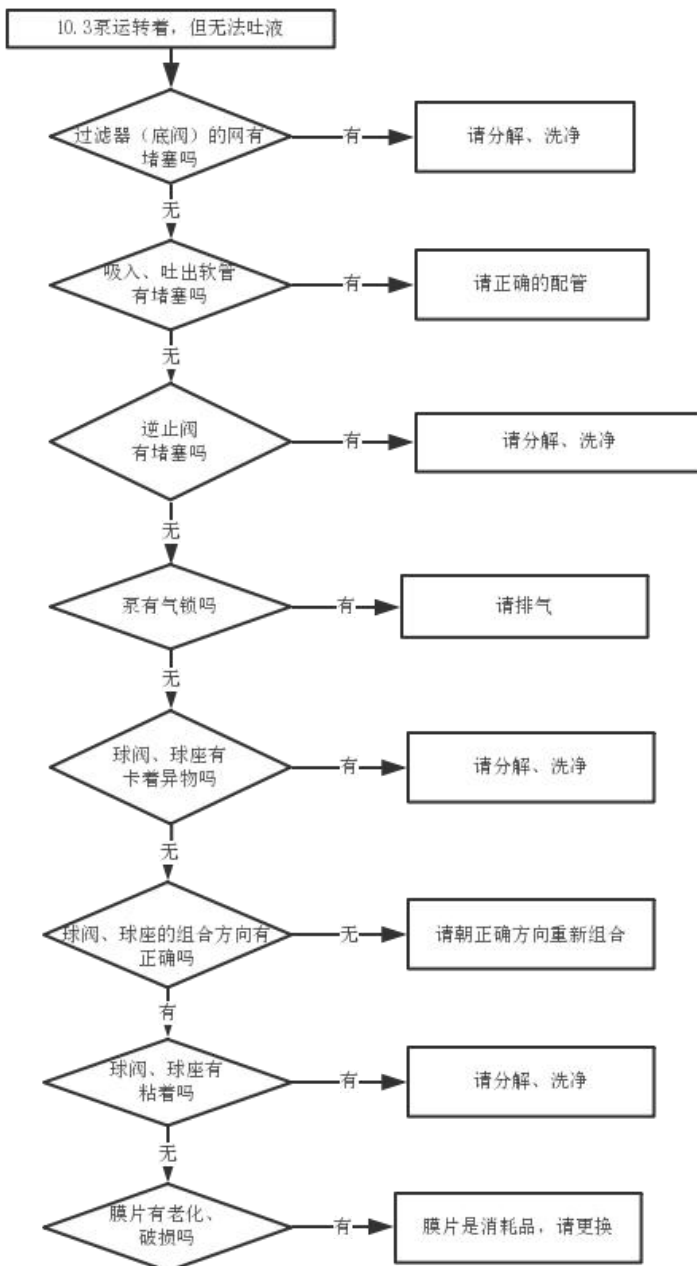 10.3泵运转着，但无法吐液
过滤器（底阀）的网有
堵塞吗
有
请分解、洗净
无
吸入、吐出软管
有堵塞吗
有
请正确的配管
无
逆止阀
有堵塞吗
有
请分解、洗净
无
泵有气锁吗
有
请排气
无
球阀、球座有
卡着异物吗
有
请分解、洗净
无
球阀、球座的组合方向有
正确吗
无
请朝正确方向重新组合
有
球阀、球座有
粘着吗
有
请分解、洗净
无
膜片有老化、
破损吗
有
膜片是消耗品，请更换